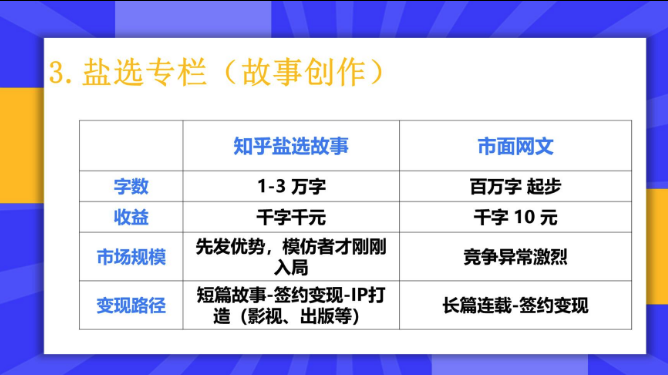 3.盐选专栏（故事创作）
知乎盐选故事 市面网文
字数 1-3 万字 百万字 起步
收益 千字千元 千字 10 元
市场规模 先发优势，模仿者才刚刚 竞争异常激烈
入局
变现路径 短篇故事-签约变现-IP打 长篇连载-签约变现
造（影视、出版等）